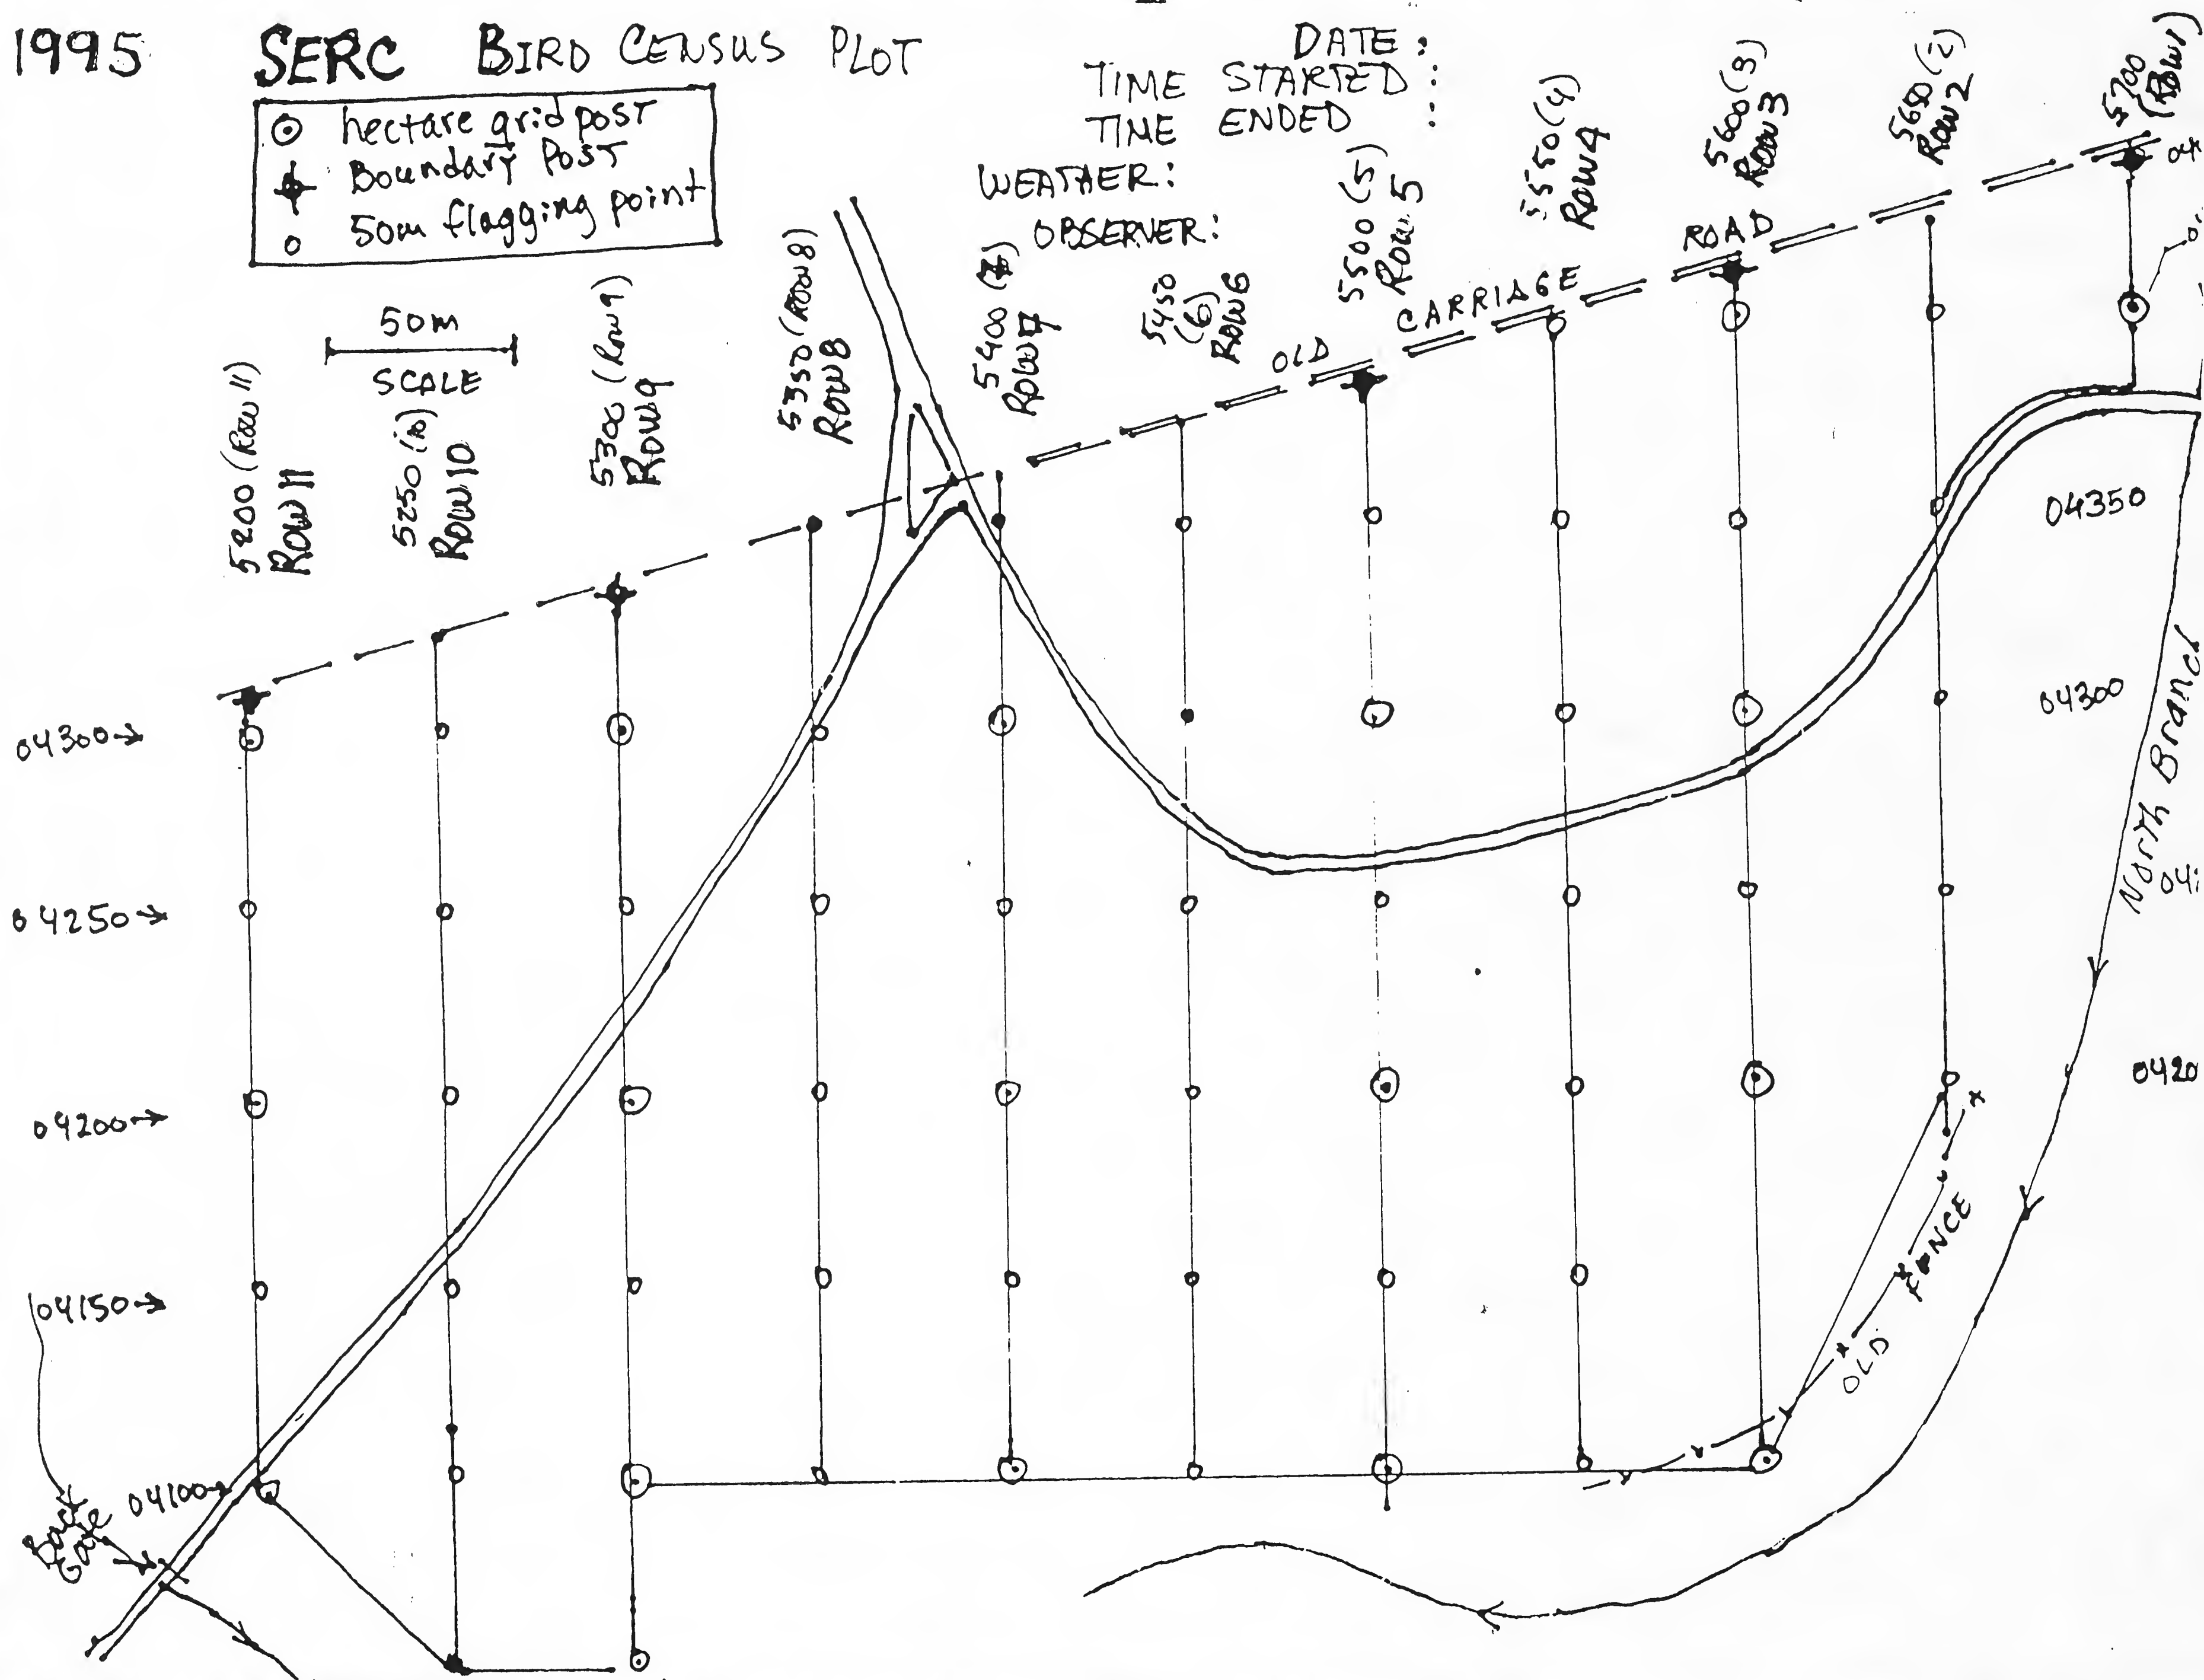 1995 SERC BIRD CENSUS PLOT
hectare grid post
Boundary Post
50m flagging point
DATE:
TIME STARTED:
TIME ENDED :
WEATHER:
OBSERVER:
50m
SCALE
5200 (Row 11)
Row 11
5250 (10)
Row 10
5300 (Row 9)
Row 9
5350 (Row 8)
Row 8
5400 (7)
Row 7
5450
(6)
Row 6
5500 (5)
Row 5
5550 (4)
Row 4
5600 (3)
Row 3
5650 (2)
Row 2
5700
(Row 1)
OLD CARRIAGE ROAD
04350
04300
0420
04300→
04250→
04200→
04150→
04100→
North Branch
OLD FENCE
Back
Gate